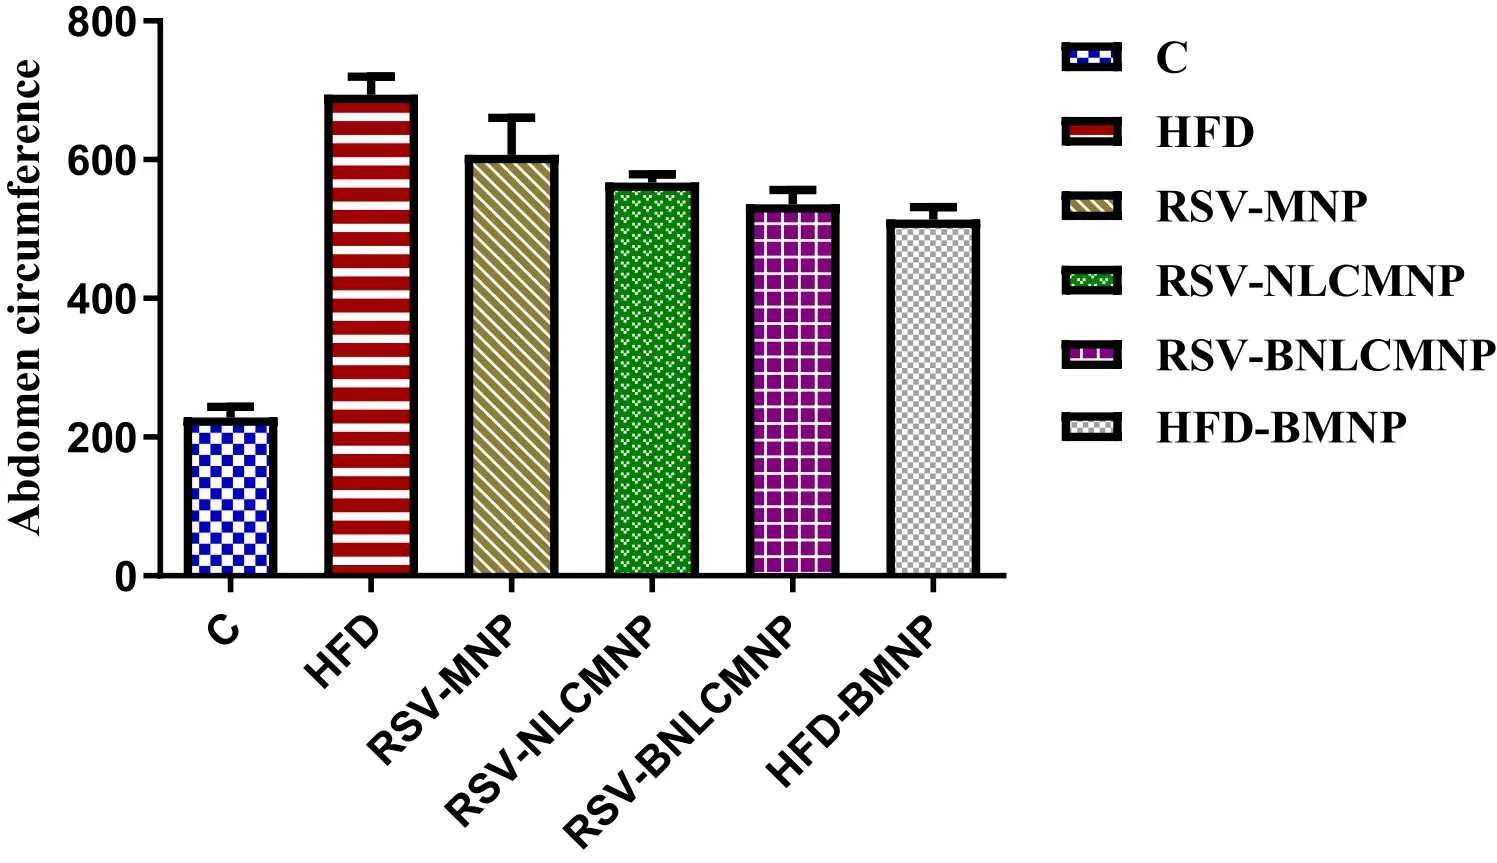 Abdomen circumference
800
600
400
200
0
C
HFD
RSV-MNP
RSV-NLCMNP
RSV-BNLCMNP
HFD-BMNP
C
HFD
RSV-MNP
RSV-NLCMNP
RSV-BNLCMNP
HFD-BMNP